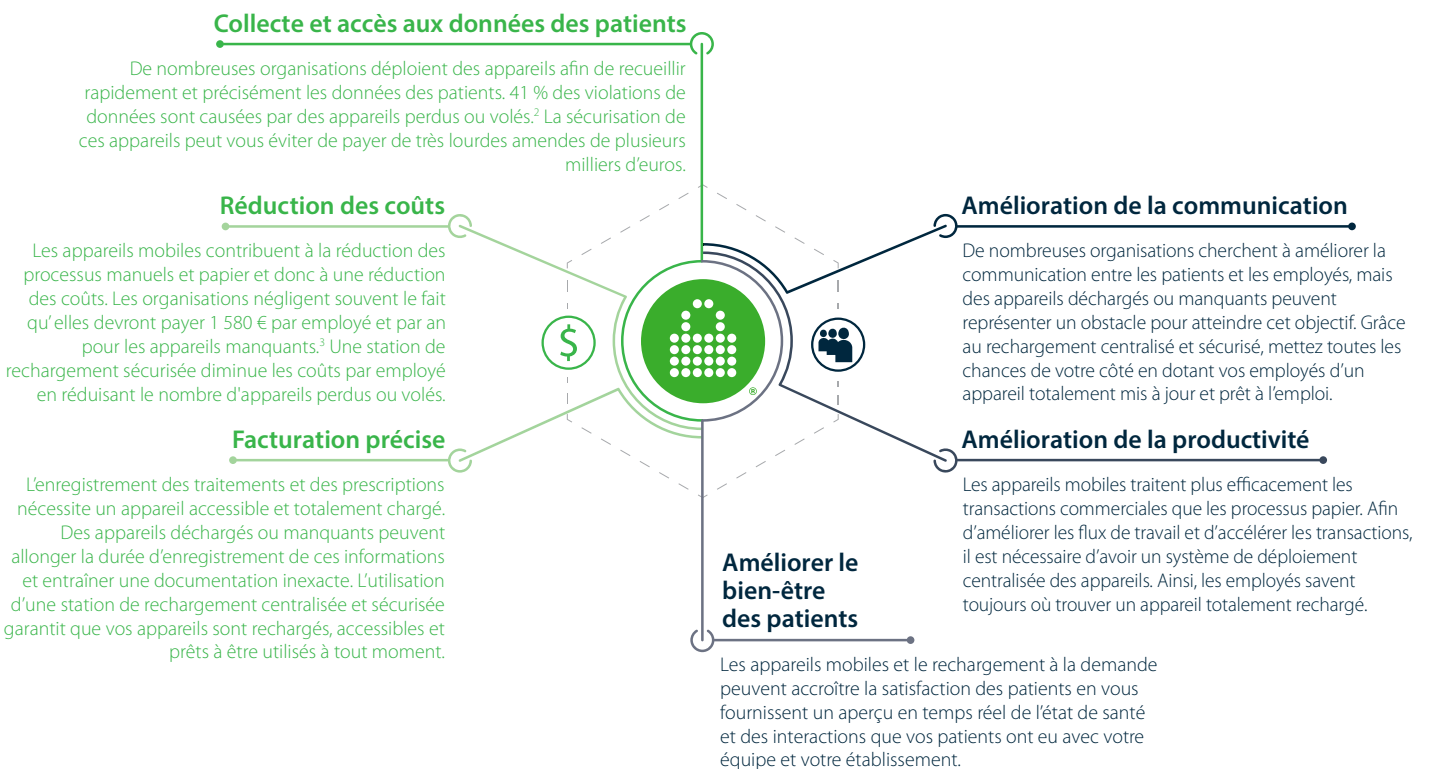 Collecte et accès aux données des patients
De nombreuses organisations déploient des appareils afin de recueillir
rapidement et précisément les données des patients. 41 % des violations de
données sont causées par des appareils perdus ou volés.² La sécurisation de
ces appareils peut vous éviter de payer de très lourdes amendes de plusieurs
milliers d’euros.
Réduction des coûts
Les appareils mobiles contribuent à la réduction des
processus manuels et papier et donc à une réduction
des coûts. Les organisations négligent souvent le fait
qu’ elles devront payer 1 580 € par employé et par an
pour les appareils manquants.³ Une station de
rechargement sécurisée diminue les coûts par employé
en réduisant le nombre d'appareils perdus ou volés.
Facturation précise
L’enregistrement des traitements et des prescriptions
nécessite un appareil accessible et totalement chargé.
Des appareils déchargés ou manquants peuvent
allonger la durée d’enregistrement de ces informations
et entraîner une documentation inexacte. L’utilisation
d’une station de rechargement centralisée et sécurisée
garantit que vos appareils sont rechargés, accessibles et
prêts à être utilisés à tout moment.
$
®
Amélioration de la communication
De nombreuses organisations cherchent à améliorer la
communication entre les patients et les employés, mais
des appareils déchargés ou manquants peuvent
représenter un obstacle pour atteindre cet objectif. Grâce
au rechargement centralisé et sécurisé, mettez toutes les
chances de votre côté en dotant vos employés d’un
appareil totalement mis à jour et prêt à l’emploi.
Amélioration de la productivité
Les appareils mobiles traitent plus efficacement les
transactions commerciales que les processus papier. Afin
d’améliorer les flux de travail et d’accélérer les transactions,
il est nécessaire d’avoir un système de déploiement
centralisée des appareils. Ainsi, les employés savent
toujours où trouver un appareil totalement rechargé.
Améliorer le
bien-être
des patients
Les appareils mobiles et le rechargement à la demande
peuvent accroître la satisfaction des patients en vous
fournissent un aperçu en temps réel de l’état de santé
et des interactions que vos patients ont eu avec votre
équipe et votre établissement.